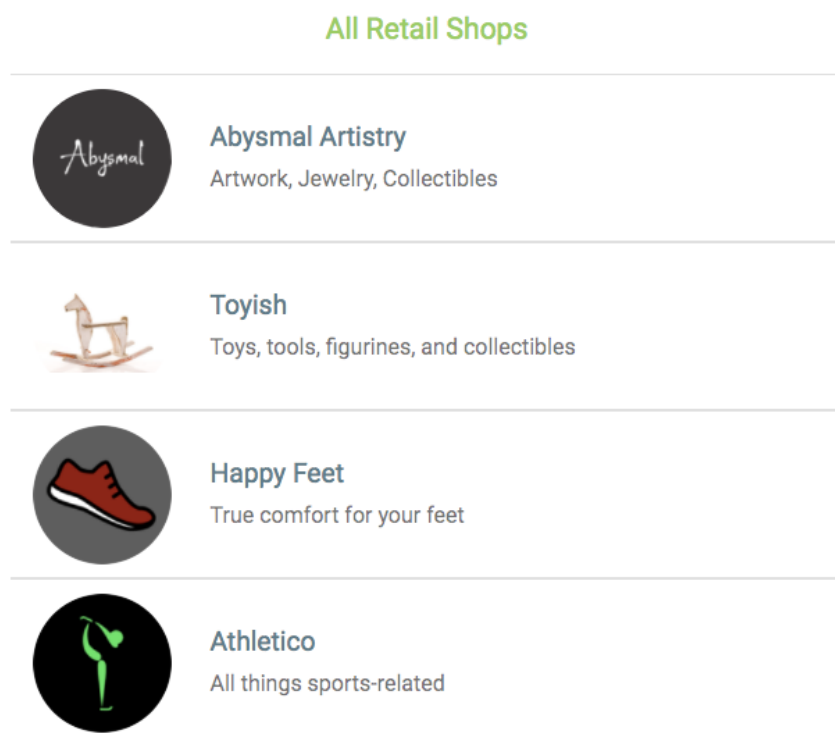 All Retail Shops
Abysmal
Abysmal Artistry
Artwork, Jewelry, Collectibles
Toyish
Toys, tools, figurines, and collectibles
Happy Feet
True comfort for your feet
Athletico
All things sports-related